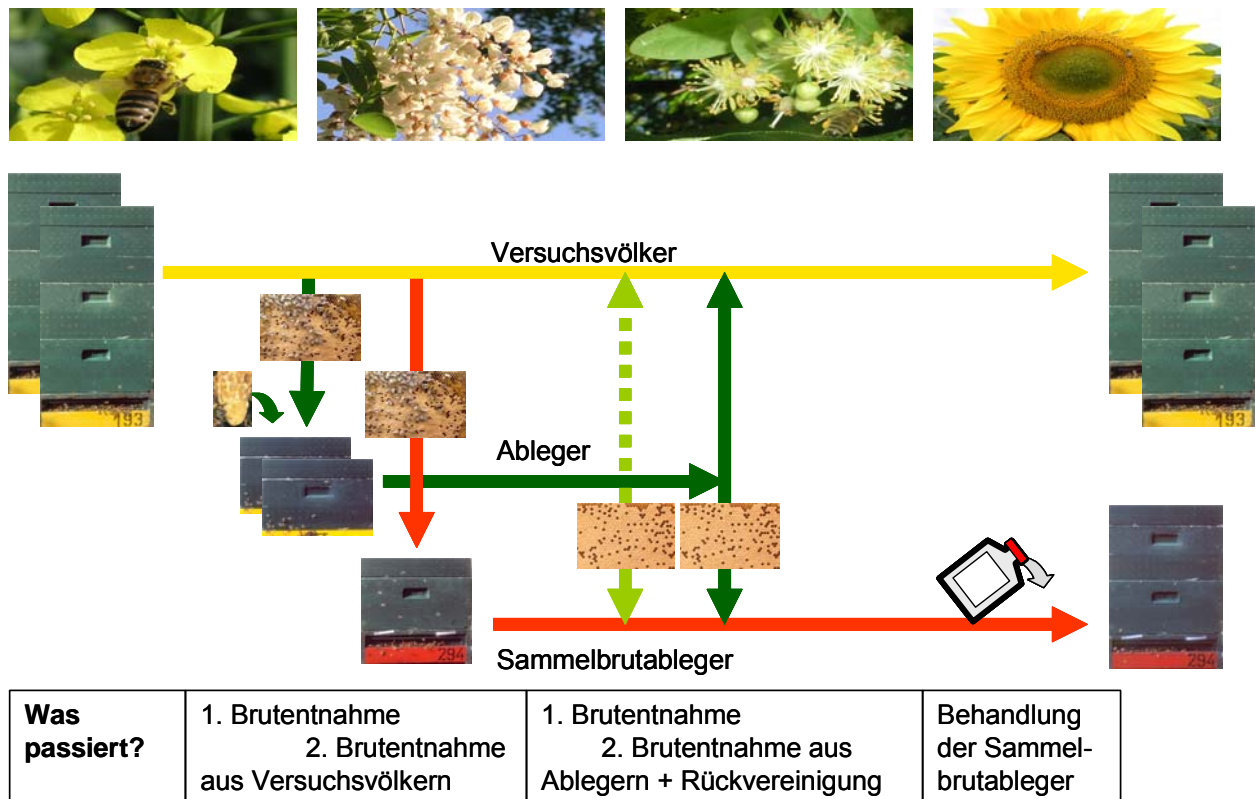 Versuchsvölker
193
193
Ableger
294
294
Sammelbrutableger
Was
passiert?
1. Brutentnahme
2. Brutentnahme
aus Versuchsvölkern
1. Brutentnahme
2. Brutentnahme aus
Ablegern + Rückvereinigung
Behandlung
der Sammel-
brutableger